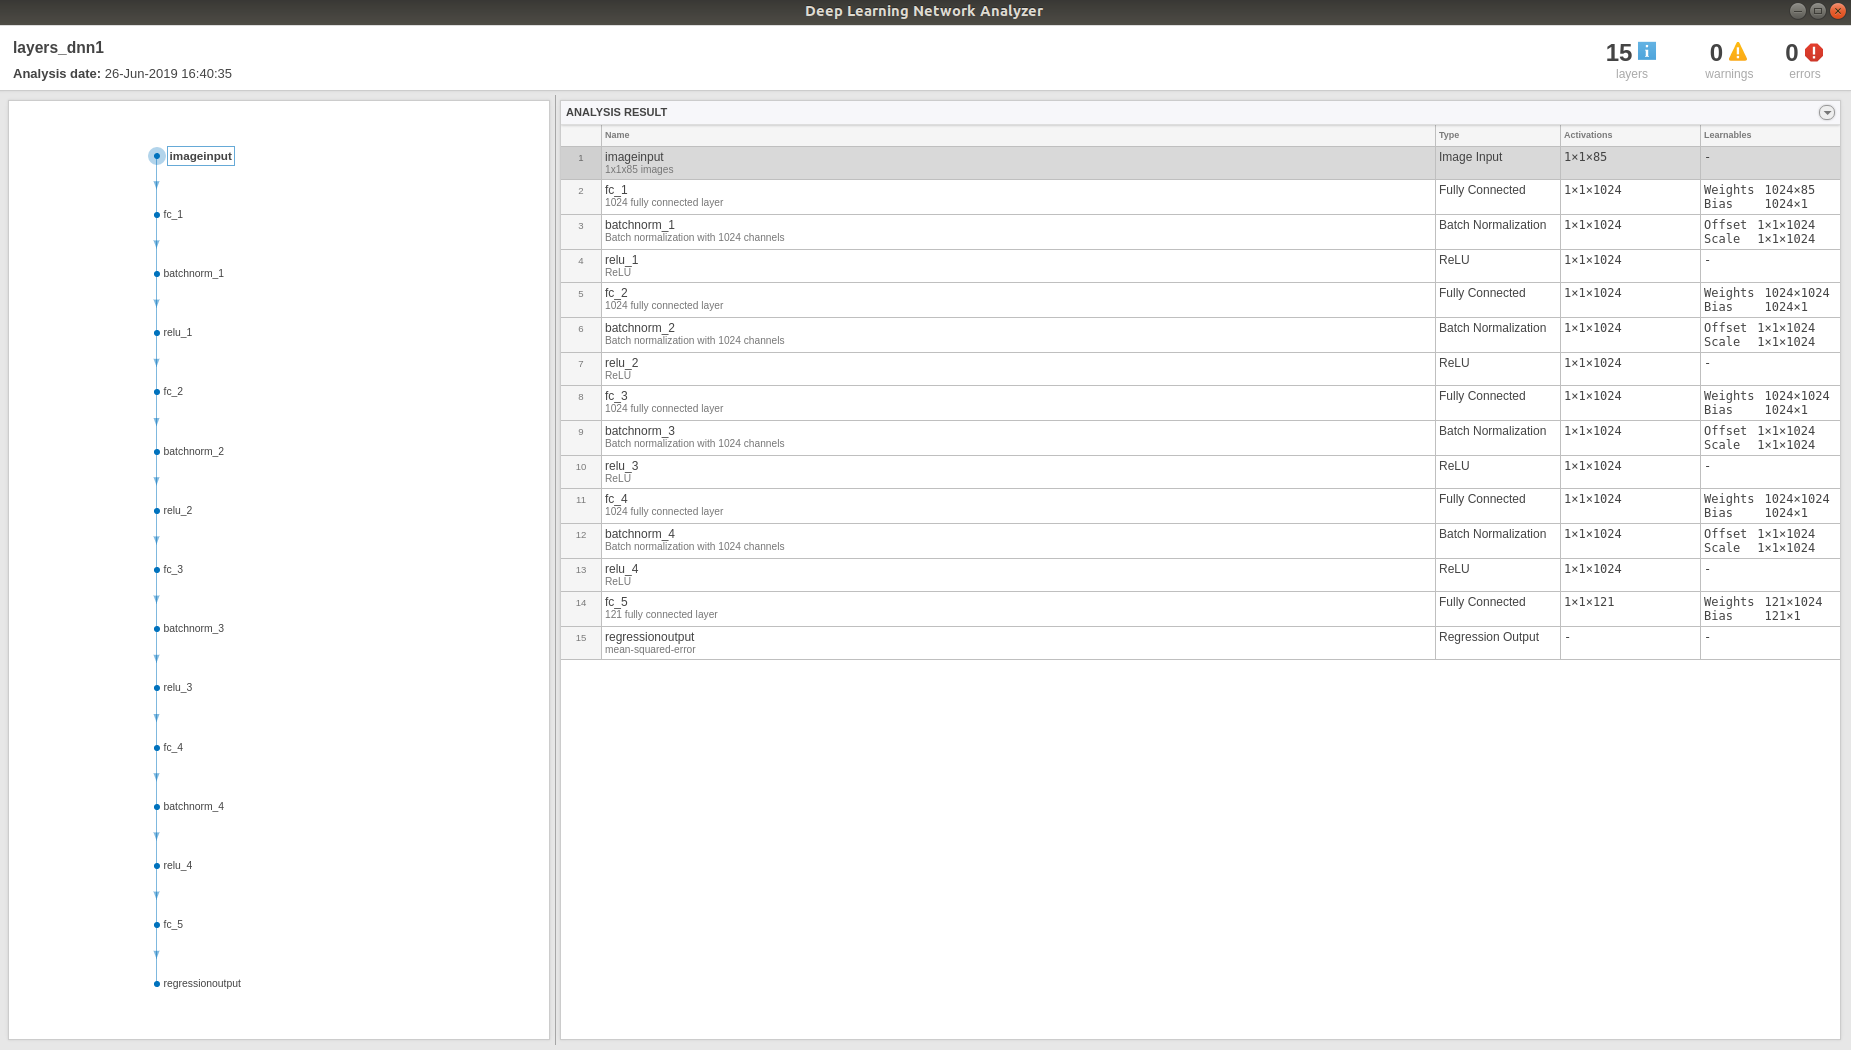 Deep Learning Network Analyzer
layers_dnn1
Analysis date: 26-Jun-2019 16:40:35
15 layers
0 warnings
0 errors
imageinput
fc_1
batchnorm_1
relu_1
fc_2
batchnorm_2
relu_2
fc_3
batchnorm_3
relu_3
fc_4
batchnorm_4
relu_4
fc_5
regressionoutput
ANALYSIS RESULT
Name Type Activations Learnables
1 imageinput Image Input 1×1×85 -
1x1x85 images
2 fc_1 Fully Connected 1×1×1024 Weights 1024×85
1024 fully connected layer Bias 1024×1
3 batchnorm_1 Batch Normalization 1×1×1024 Offset 1×1×1024
Batch normalization with 1024 channels Scale 1×1×1024
4 relu_1 ReLU 1×1×1024 -
ReLU
5 fc_2 Fully Connected 1×1×1024 Weights 1024×1024
1024 fully connected layer Bias 1024×1
6 batchnorm_2 Batch Normalization 1×1×1024 Offset 1×1×1024
Batch normalization with 1024 channels Scale 1×1×1024
7 relu_2 ReLU 1×1×1024 -
ReLU
8 fc_3 Fully Connected 1×1×1024 Weights 1024×1024
1024 fully connected layer Bias 1024×1
9 batchnorm_3 Batch Normalization 1×1×1024 Offset 1×1×1024
Batch normalization with 1024 channels Scale 1×1×1024
10 relu_3 ReLU 1×1×1024 -
ReLU
11 fc_4 Fully Connected 1×1×1024 Weights 1024×1024
1024 fully connected layer Bias 1024×1
12 batchnorm_4 Batch Normalization 1×1×1024 Offset 1×1×1024
Batch normalization with 1024 channels Scale 1×1×1024
13 relu_4 ReLU 1×1×1024 -
ReLU
14 fc_5 Fully Connected 1×1×121 Weights 121×1024
121 fully connected layer Bias 121×1
15 regressionoutput Regression Output - -
mean-squared-error